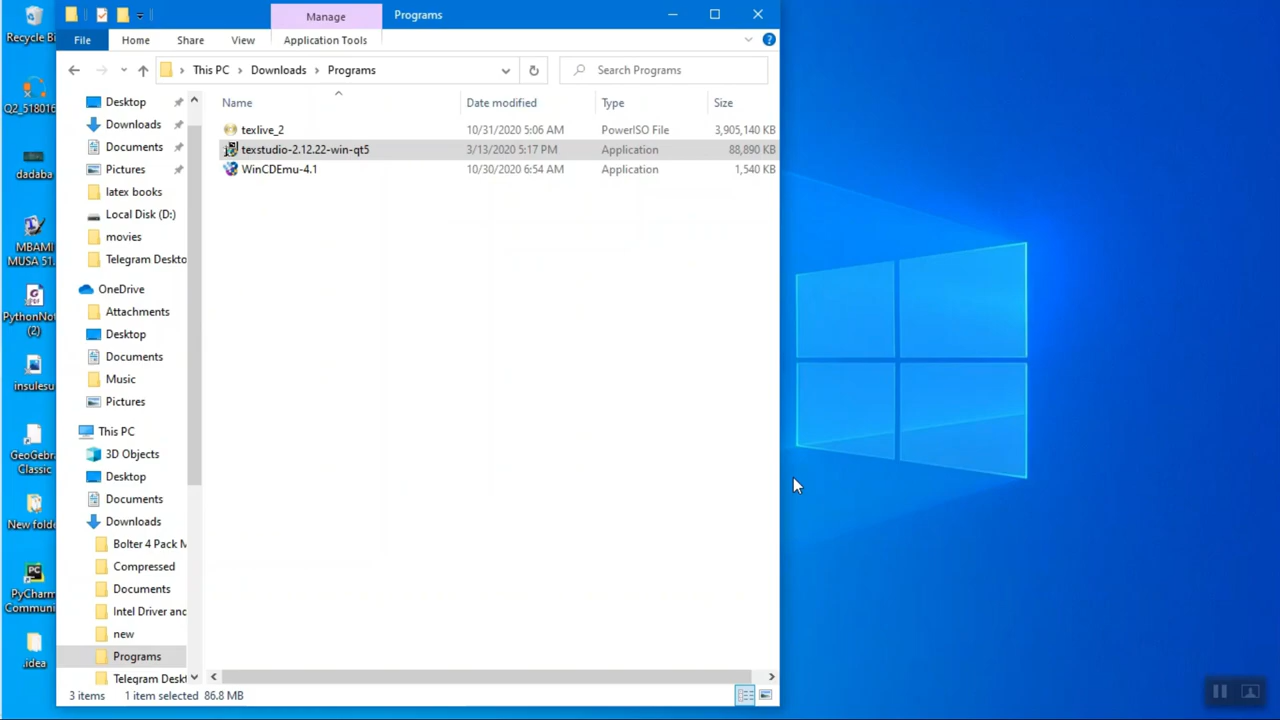 Manage
Programs
File
Home
Share
View
Application Tools
This PC
Downloads
Programs
Search Programs
Name
Date modified
Type
Size
texlive_2
10/31/2020 5:06 AM
PowerISO File
3,905,140 KB
texstudio-2.12.22-win-qt5
3/13/2020 5:17 PM
Application
88,890 KB
WinCDEmu-4.1
10/30/2020 6:54 AM
Application
1,540 KB
Desktop
Downloads
Documents
Pictures
latex books
Local Disk (D:)
movies
Telegram Deskto
OneDrive
Attachments
Desktop
Documents
Music
Pictures
This PC
3D Objects
Desktop
Documents
Downloads
Bolter 4 Pack M
Compressed
Documents
Intel Driver and
new
Programs
Telegram Deskt
3 items
1 item selected 86.8 MB
Recycle Bi
Q2_518016
dadaba
MBAMI
MUSA 51.
PythonNot
(2)
insulesu
GeoGebra
Classic
New folde
PyCharm
Communi
.idea